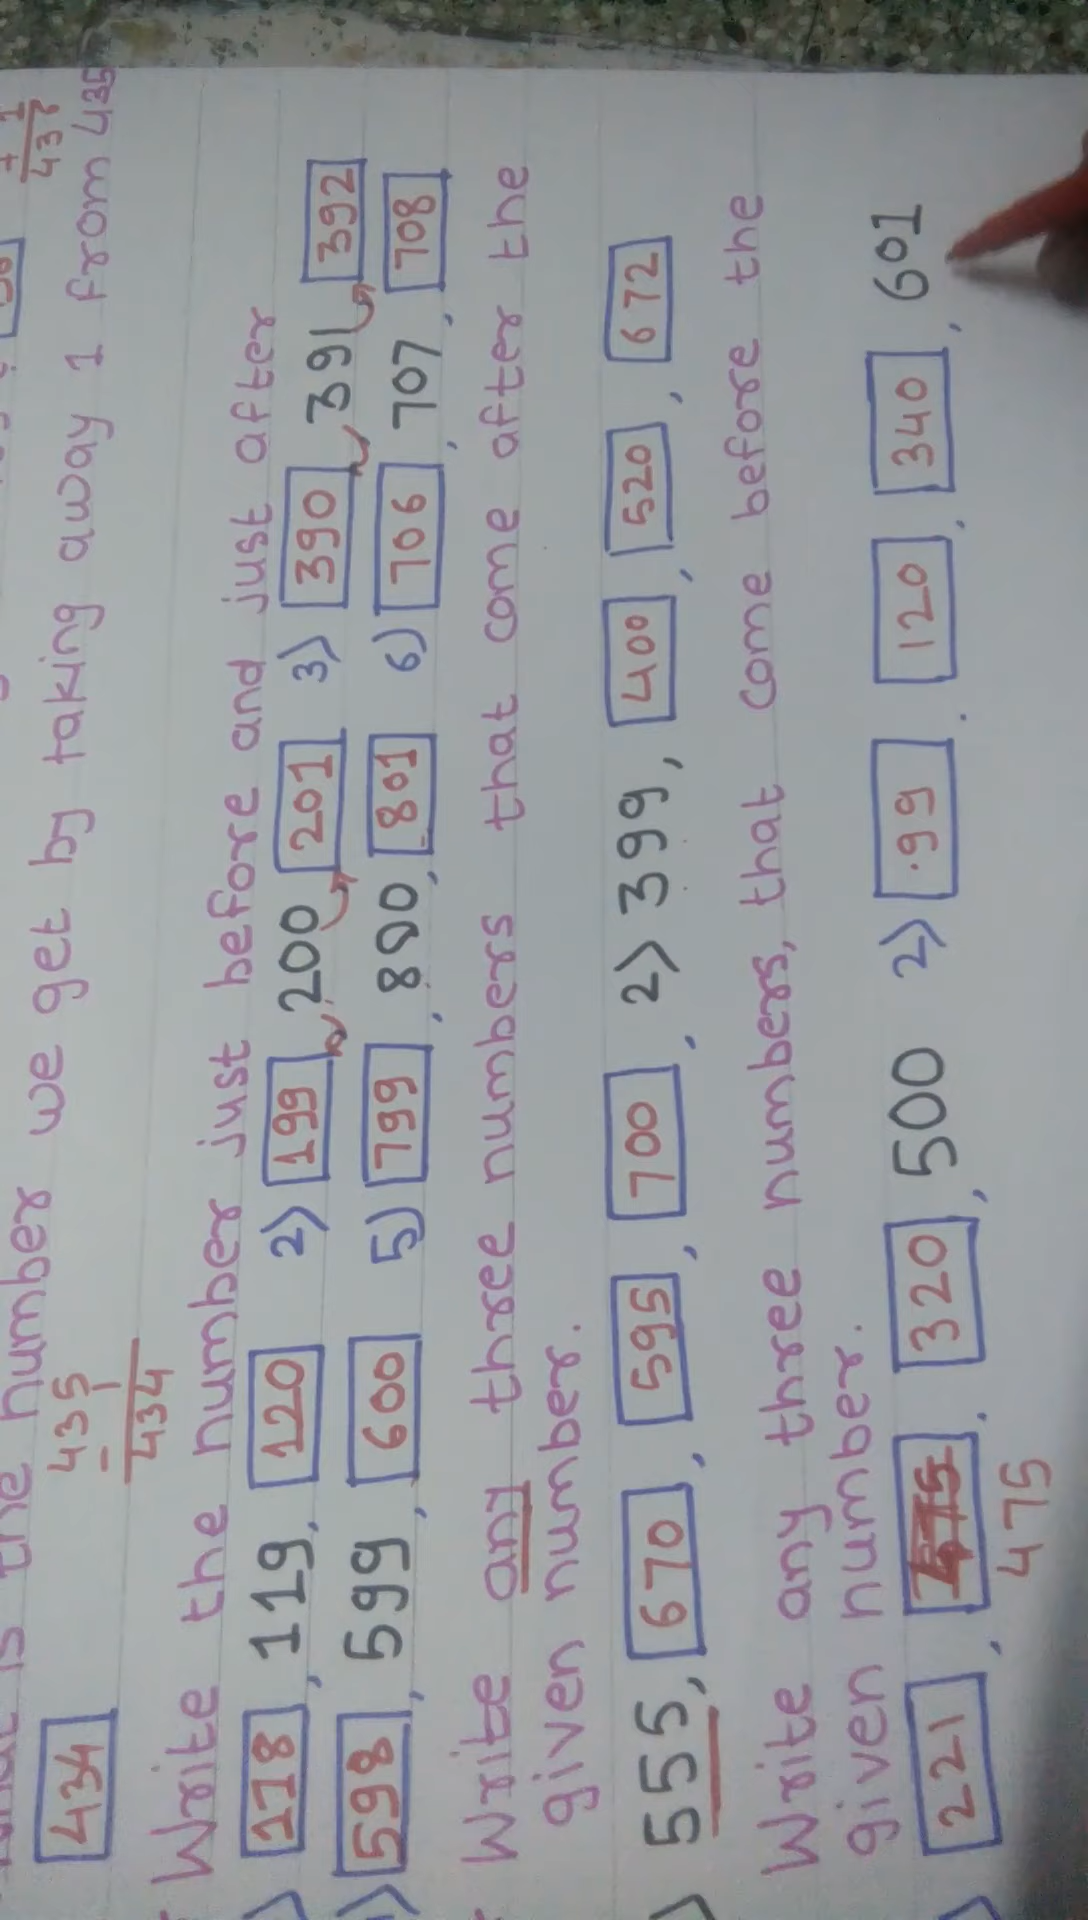 is the number we get by taking away 1 from 435
+ 1
436
434
435
- 1
434
Write the number just before and just after
118, 119, 120 2) 199, 200 201 3) 390, 391 392
598, 599, 600 5) 799, 800, 801 6) 706, 707, 708
Write any three numbers that come after the
given number.
555, 670, 595, 700, 2) 399, 400, 520, 672
Write any three numbers, that come before the
given number.
221, 475, 320, 500 2) 99, 120, 340, 601
475